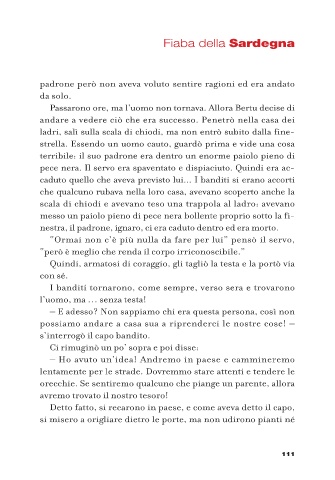 Fiaba della Sardegna
padrone però non aveva voluto sentire ragioni ed era andato
da solo.
Passarono ore, ma l'uomo non tornava. Allora Bertu decise di
andare a vedere ciò che era successo. Penetrò nella casa dei
ladri, salì sulla scala di chiodi, ma non entrò subito dalla fine-
strella. Essendo un uomo cauto, guardò prima e vide una cosa
terribile: il suo padrone era dentro un enorme paiolo pieno di
pece nera. Il servo era spaventato e dispiaciuto. Quindi era ac-
caduto quello che aveva previsto lui... I banditi si erano accorti
che qualcuno rubava nella loro casa, avevano scoperto anche la
scala di chiodi e avevano teso una trappola al ladro: avevano
messo un paiolo pieno di pece nera bollente proprio sotto la fi-
nestra, il padrone, ignaro, ci era caduto dentro ed era morto.
"Ormai non c'è più nulla da fare per lui" pensò il servo,
"però è meglio che renda il corpo irriconoscibile."
Quindi, armatosi di coraggio, gli tagliò la testa e la portò via
con sé.
I banditi tornarono, come sempre, verso sera e trovarono
l'uomo, ma ... senza testa!
– E adesso? Non sappiamo chi era questa persona, così non
possiamo andare a casa sua a riprenderci le nostre cose! –
s'interrogò il capo bandito.
Ci rimuginò un po' sopra e poi disse:
– Ho avuto un'idea! Andremo in paese e cammineremo
lentamente per le strade. Dovremmo stare attenti e tendere le
orecchie. Se sentiremo qualcuno che piange un parente, allora
avremo trovato il nostro tesoro!
Detto fatto, si recarono in paese, e come aveva detto il capo,
si misero a origliare dietro le porte, ma non udirono pianti né
111